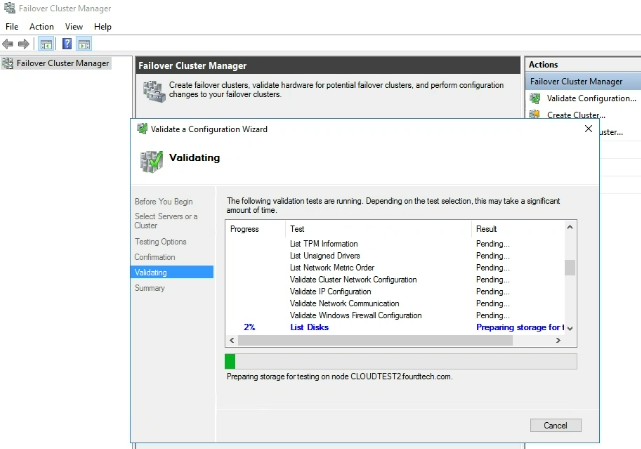 Failover Cluster Manager
File Action View Help
Failover Cluster Manager
Failover Cluster Manager
Create failover clusters, validate hardware for potential failover clusters, and perform configuration
changes to your failover clusters.
Actions
Failover Cluster Manager
Validate Configuration...
Create Cluster...
uster...
Validate a Configuration Wizard
Validating
Before You Begin
Select Servers or a
Cluster
Testing Options
Confirmation
Validating
Summary
The following validation tests are running. Depending on the test selection, this may take a significant
amount of time.
Progress Test Result
List TPM Information Pending...
List Unsigned Drivers Pending...
List Network Metric Order Pending...
Validate Cluster Network Configuration Pending...
Validate IP Configuration Pending...
Validate Network Communication Pending...
Validate Windows Firewall Configuration Pending...
2% List Disks Preparing storage for t
Preparing storage for testing on node CLOUDTEST2.fourdtech.com.
Cancel